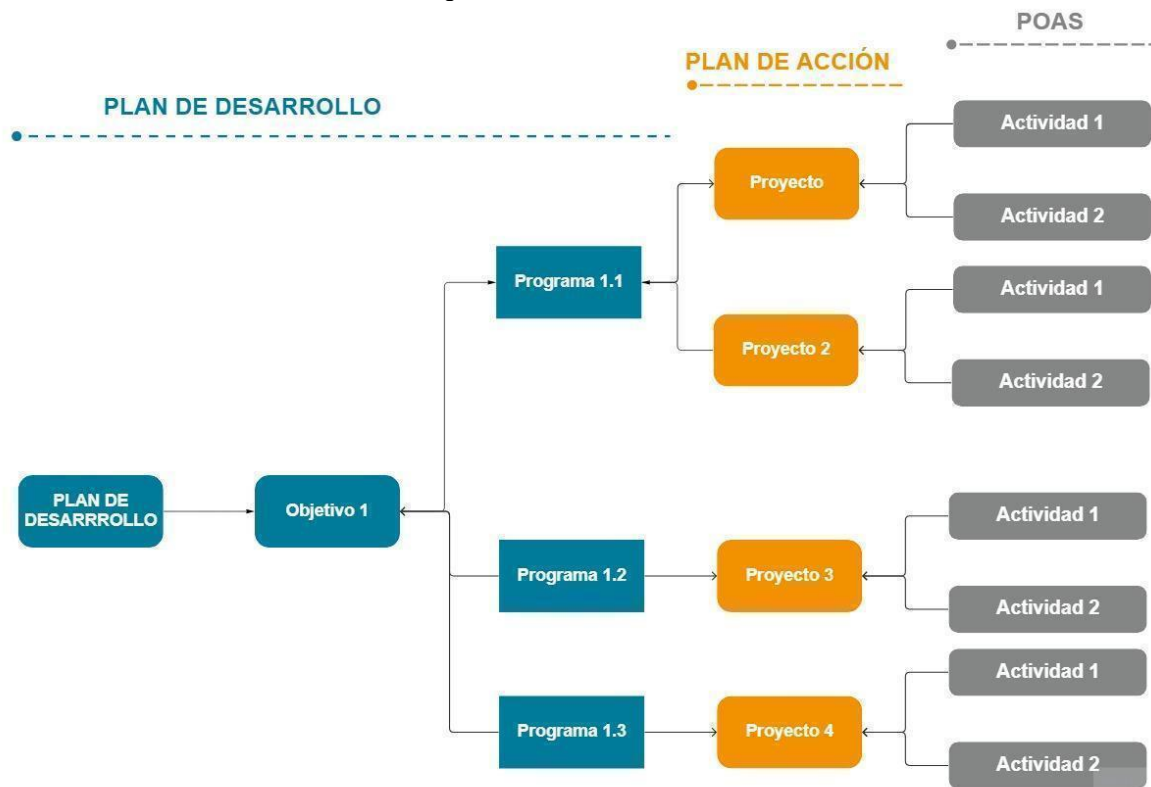 POAS
PLAN DE ACCIÓN
PLAN DE DESARROLLO
Actividad 1
Proyecto
Actividad 2
Programa 1.1
Actividad 1
Proyecto 2
Actividad 2
PLAN DE
DESARRROLLO
Objetivo 1
Actividad 1
Programa 1.2
Proyecto 3
Actividad 2
Actividad 1
Programa 1.3
Proyecto 4
Actividad 2